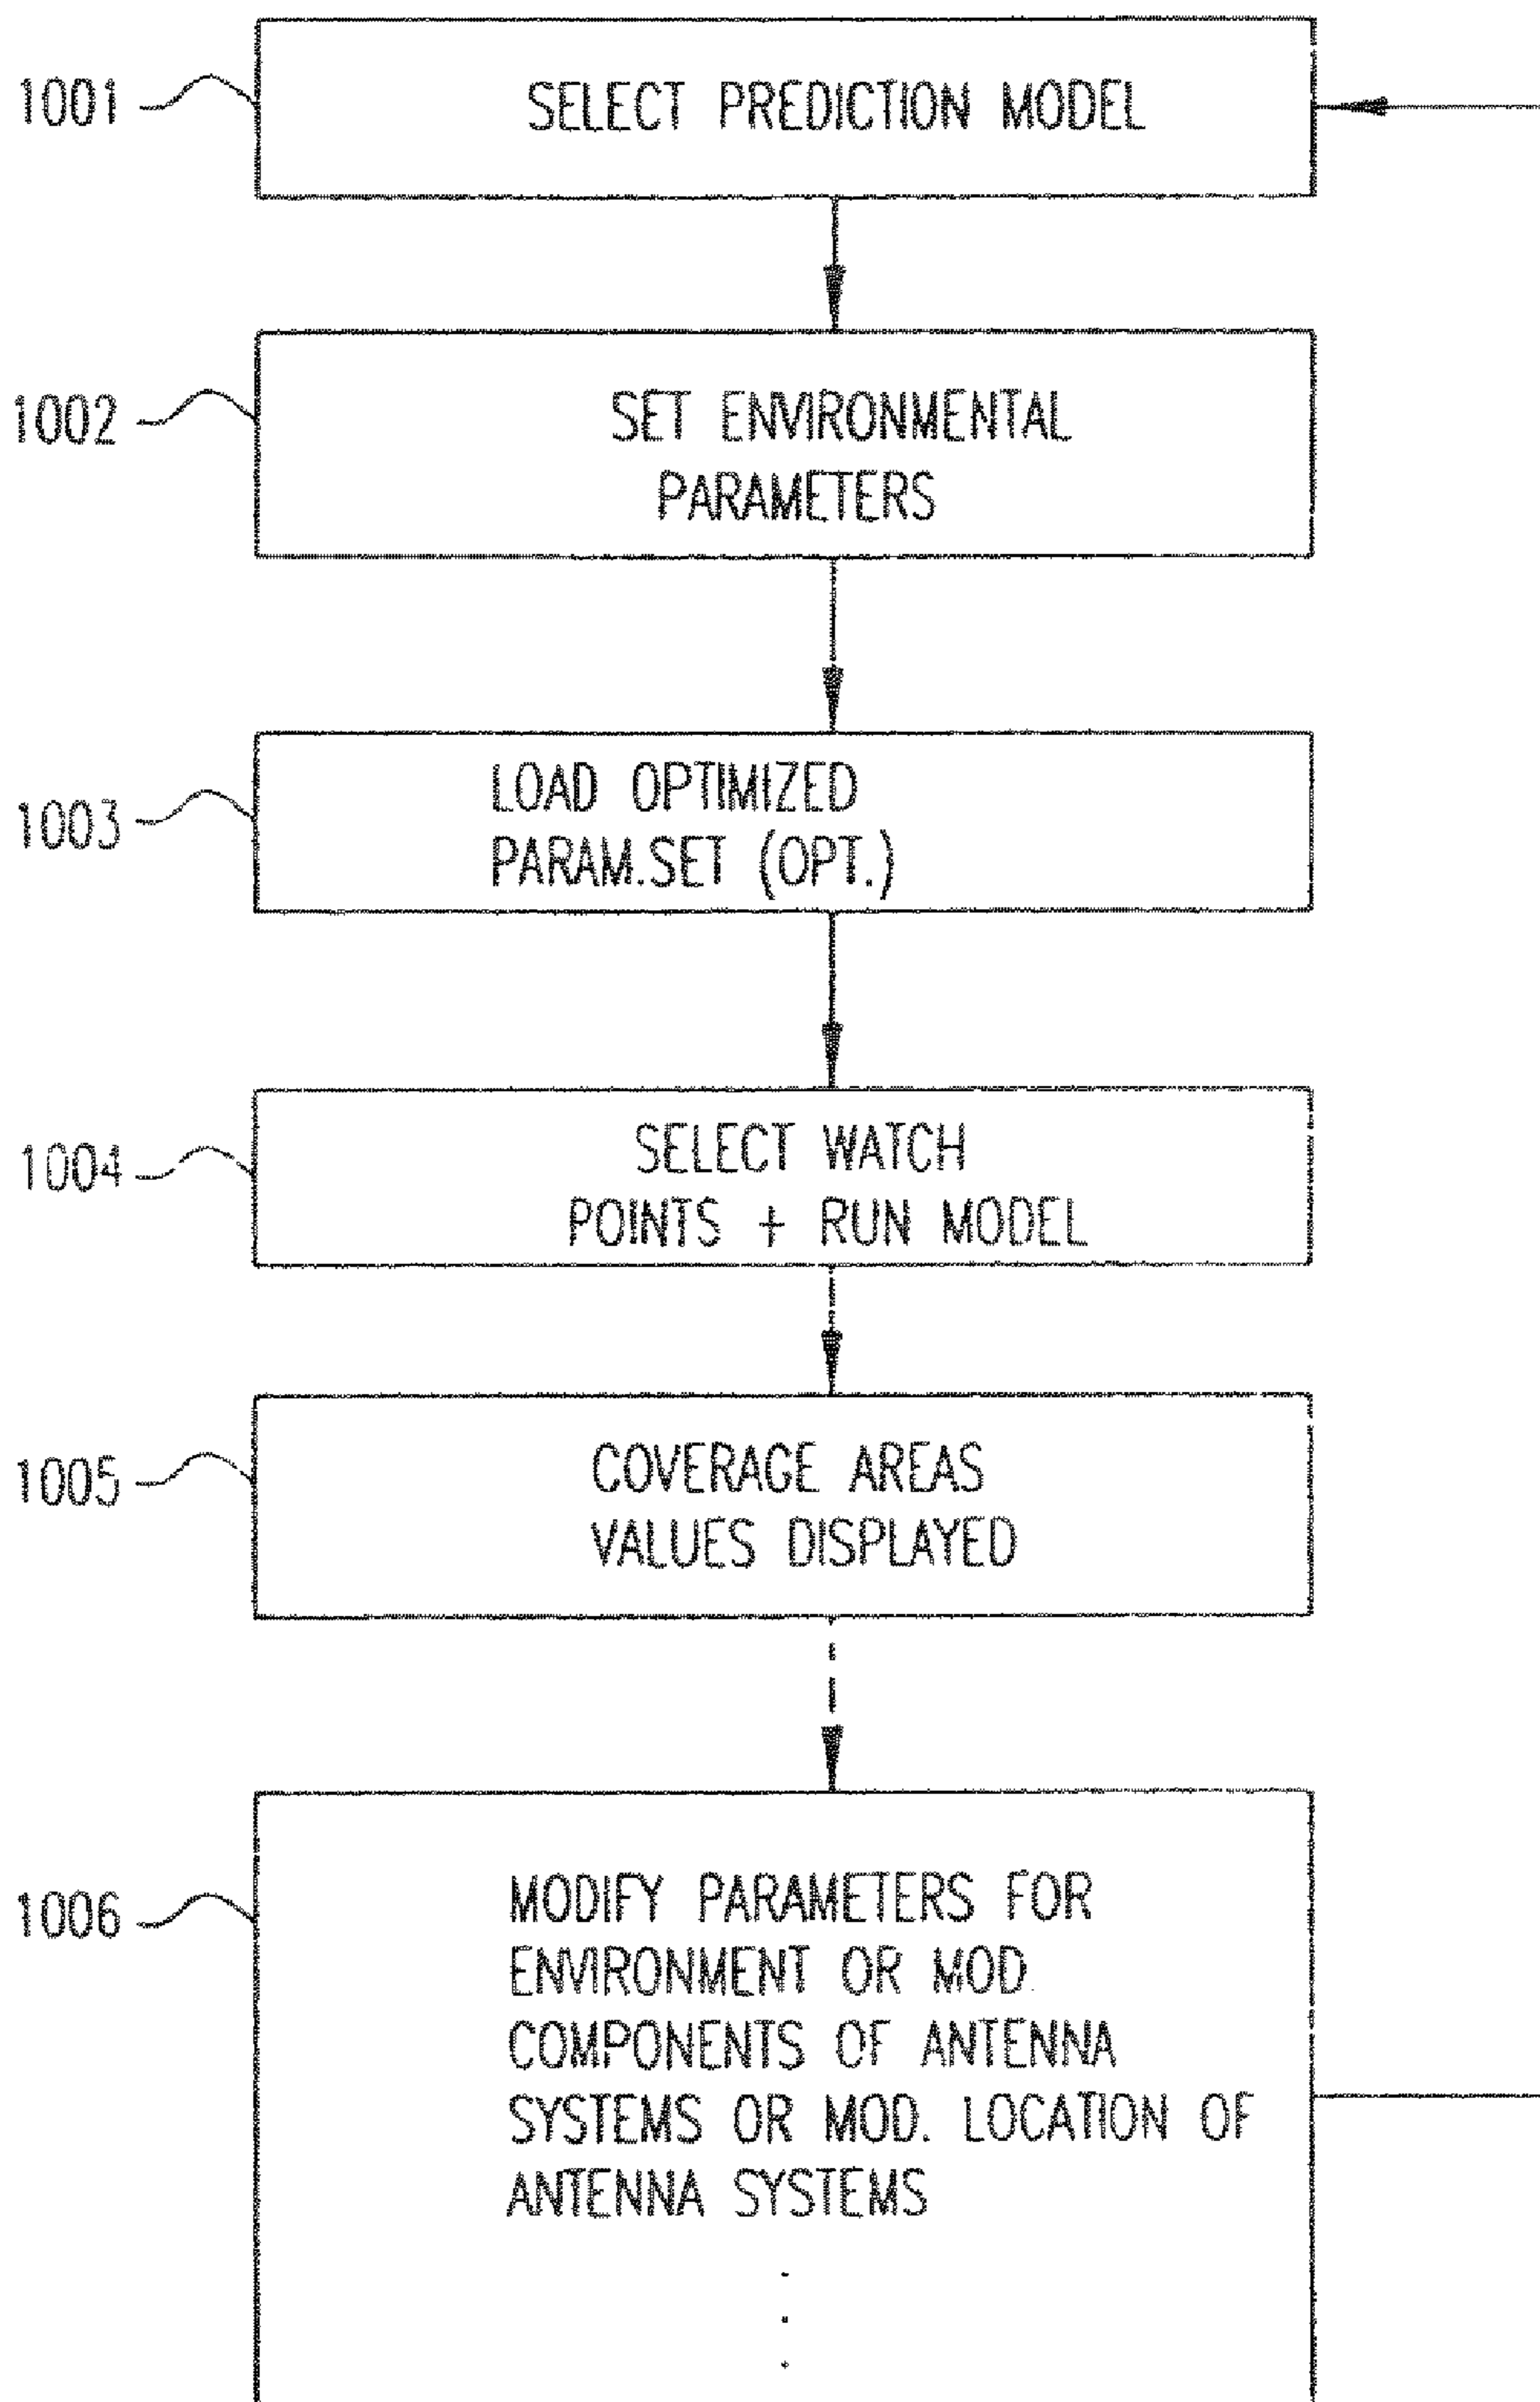 1001
SELECT PREDICTION MODEL
1002
SET ENVIRONMENTAL
PARAMETERS
1003
LOAD OPTIMIZED
PARAM.SET (OPT.)
1004
SELECT WATCH
POINTS + RUN MODEL
1005
COVERAGE AREAS
VALUES DISPLAYED
1006
MODIFY PARAMETERS FOR
ENVIRONMENT OR MOD.
COMPONENTS OF ANTENNA
SYSTEMS OR MOD. LOCATION OF
ANTENNA SYSTEMS
.
.
.